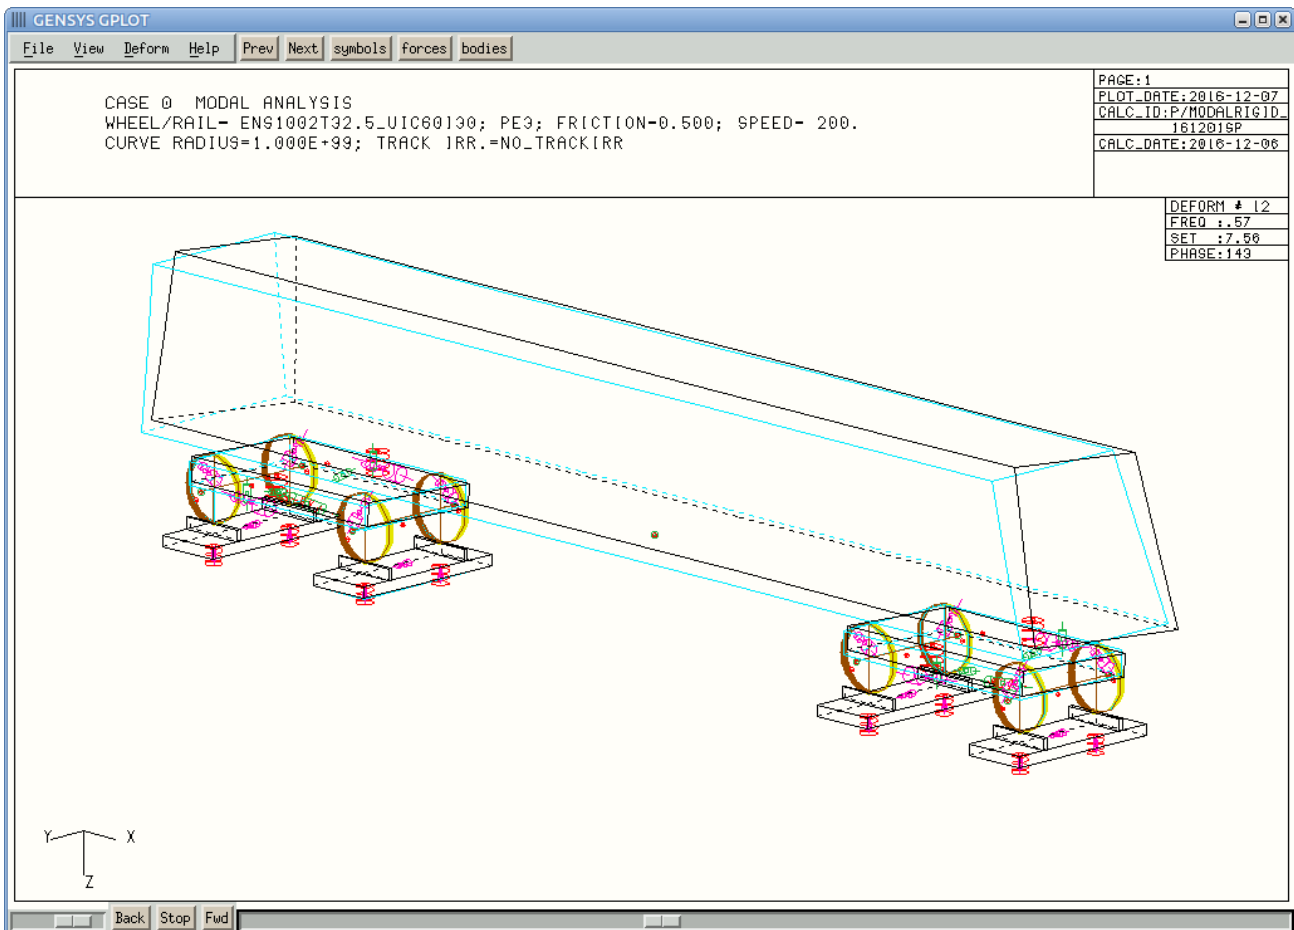 GENSYS GPLOT
File View Deform Help Prev Next symbols forces bodies
CASE 0 MODAL ANALYSIS
WHEEL/RAIL- ENS1002T32.5_UIC60I30; PE3; FRICTION-0.500; SPEED- 200.
CURVE RADIUS=1.000E+99; TRACK IRR.=NO_TRACKIRR
PAGE:1
PLOT_DATE:2016-12-07
CALC_ID:P/MODALRIGID_
161201SP
CALC_DATE:2016-12-06
DEFORM # 12
FREQ :.57
SET :7.56
PHASE:143
Y X
Z
Back Stop Fwd